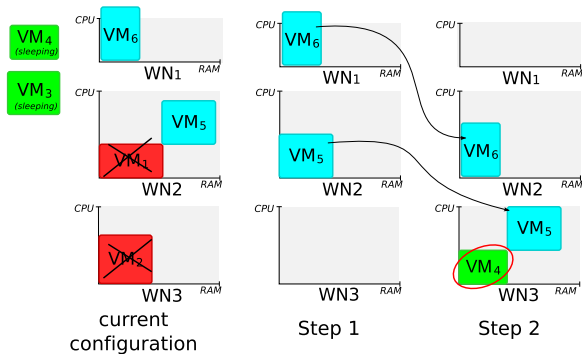 VM4
(sleeping)
VM3
(sleeping)
CPU
VM6
WN1
RAM
CPU
VM5
VM1
WN2
RAM
CPU
VM2
WN3
RAM
current
configuration
CPU
VM6
WN1
RAM
CPU
VM5
WN2
RAM
CPU
WN3
RAM
Step 1
CPU
WN1
RAM
CPU
VM6
WN2
RAM
CPU
VM5
VM4
WN3
RAM
Step 2